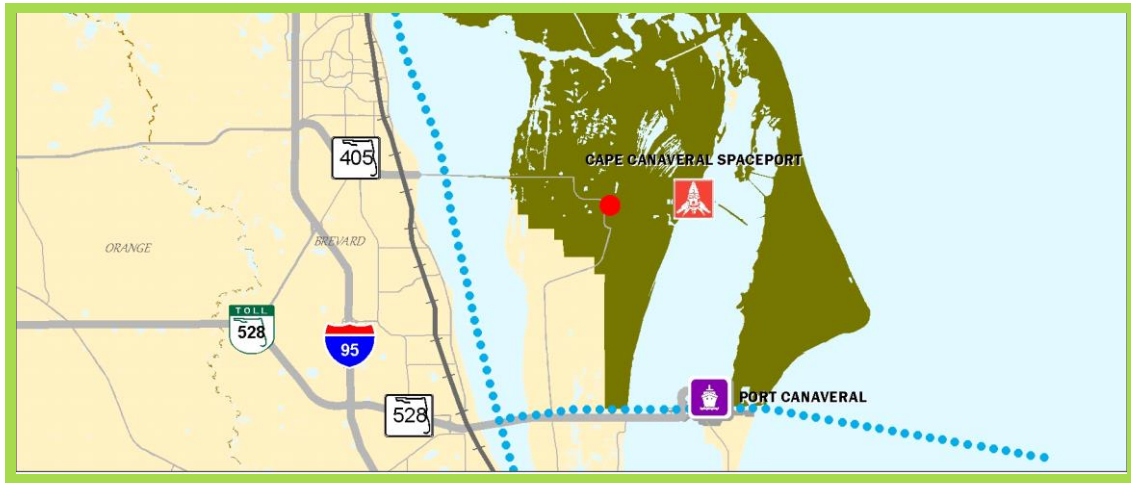 405
CAPE CANAVERAL SPACEPORT
ORANGE
BREVARD
TOLL
528
95
528
PORT CANAVERAL